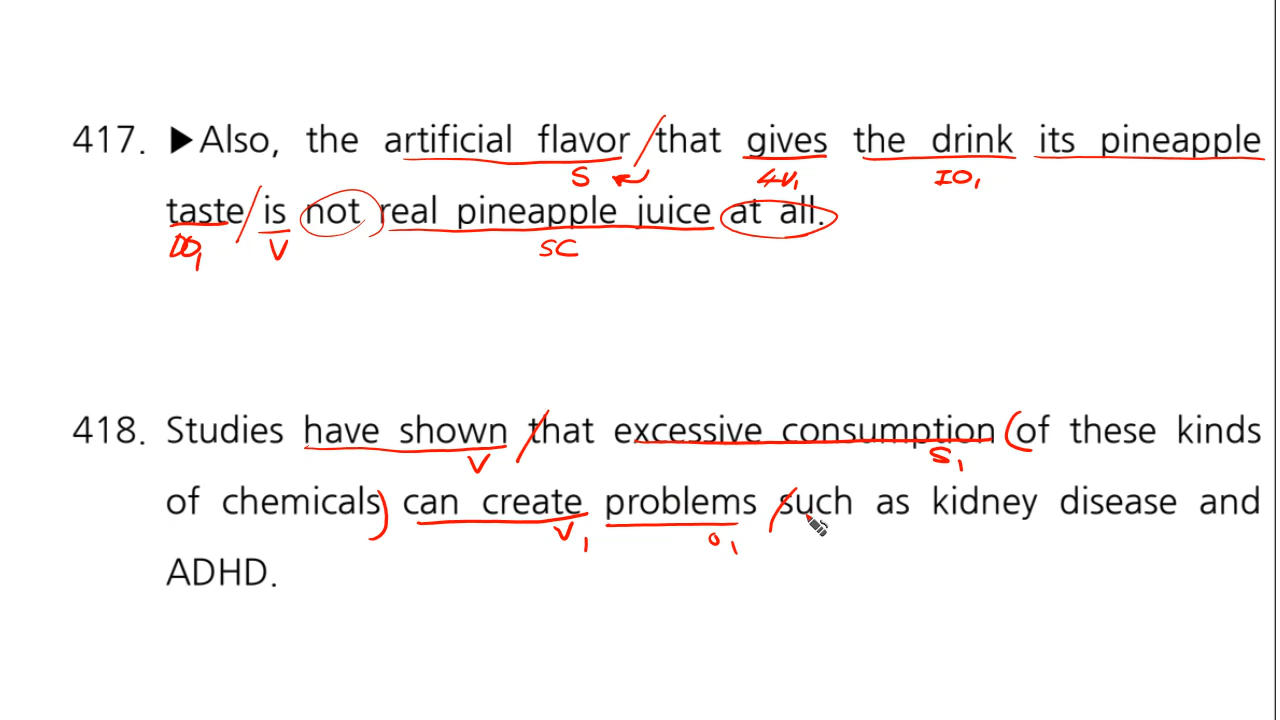 417. ▶Also, the artificial flavor that gives the drink its pineapple
S 4V1 IO1
taste is not real pineapple juice at all.
DO1 V SC
418. Studies have shown that excessive consumption (of these kinds
V S1
of chemicals) can create problems such as kidney disease and
V1 O1
ADHD.